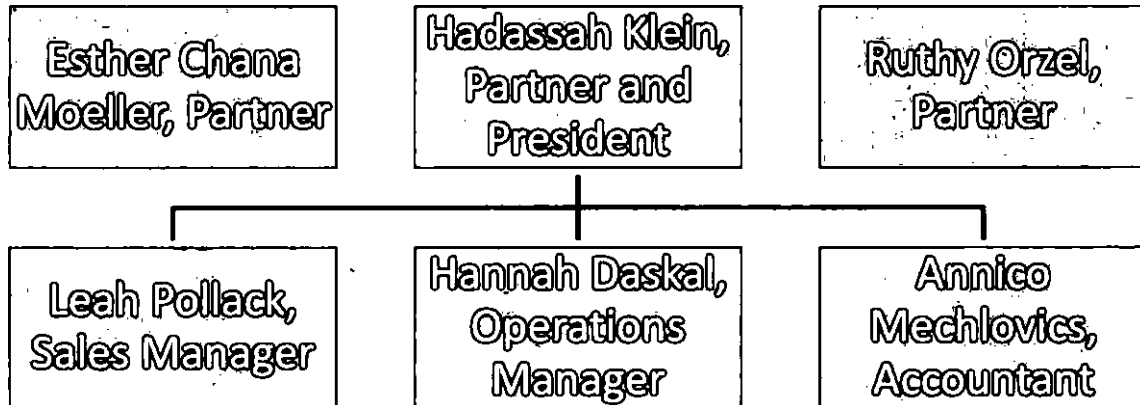 Esther Chana
Moeller, Partner
Hadassah Klein,
Partner and
President
Ruthy Orzel,
Partner
Leah Pollack,
Sales Manager
Hannah Daskal,
Operations
Manager
Annico
Mechlovics,
Accountant